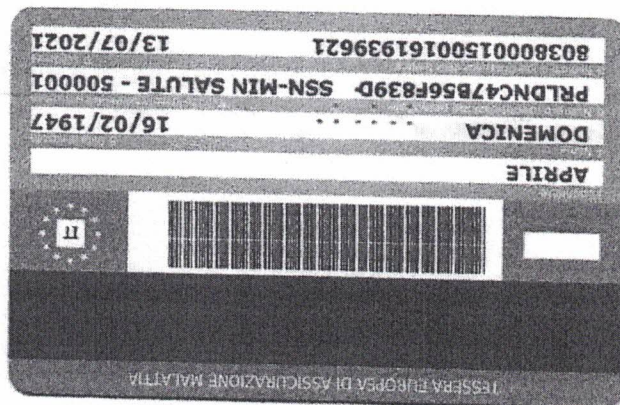 TESSERA EUROPEA DI ASSICURAZIONE MALATTIA
IT
APRILE
DOMENICA 16/02/1947
PRLDNC47B56F839D SSN-MIN SALUTE - 500001
80380001500161939621 13/07/2021